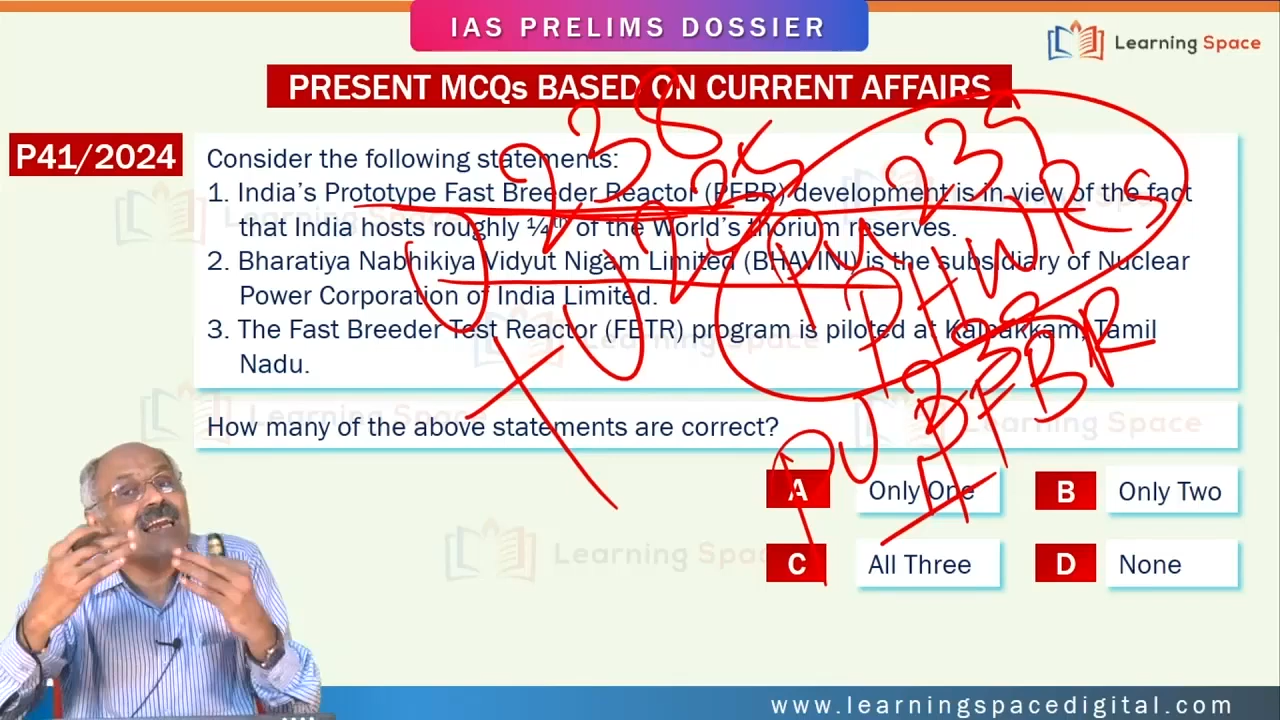 IAS PRELIMS DOSSIER
Learning Space
PRESENT MCQs BASED ON CURRENT AFFAIRS
P41/2024
Consider the following statements:
1. India's Prototype Fast Breeder Reactor (PFBR) development is in view of the fact
that India hosts roughly ¼th of the World's thorium reserves.
2. Bharatiya Nabhikiya Vidyut Nigam Limited (BHAVINI) is the subsidiary of Nuclear
Power Corporation of India Limited.
3. The Fast Breeder Test Reactor (FBTR) program is piloted at Kalpakkam, Tamil
Nadu.
How many of the above statements are correct?
A Only One B Only Two
C All Three D None
238
U
235
U
Pu 239
PHWRs
PFBR
www.learningspacedigital.com